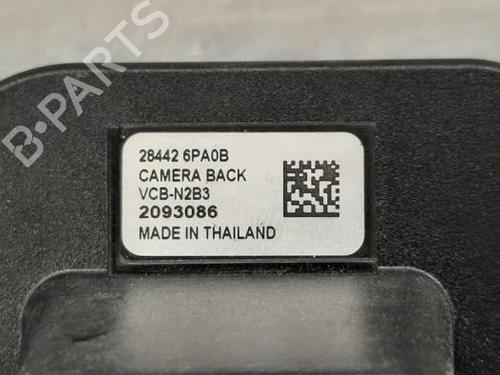 B-PARTS
28442 6PA0B
CAMERA BACK
VCB-N2B3
2093086
MADE IN THAILAND